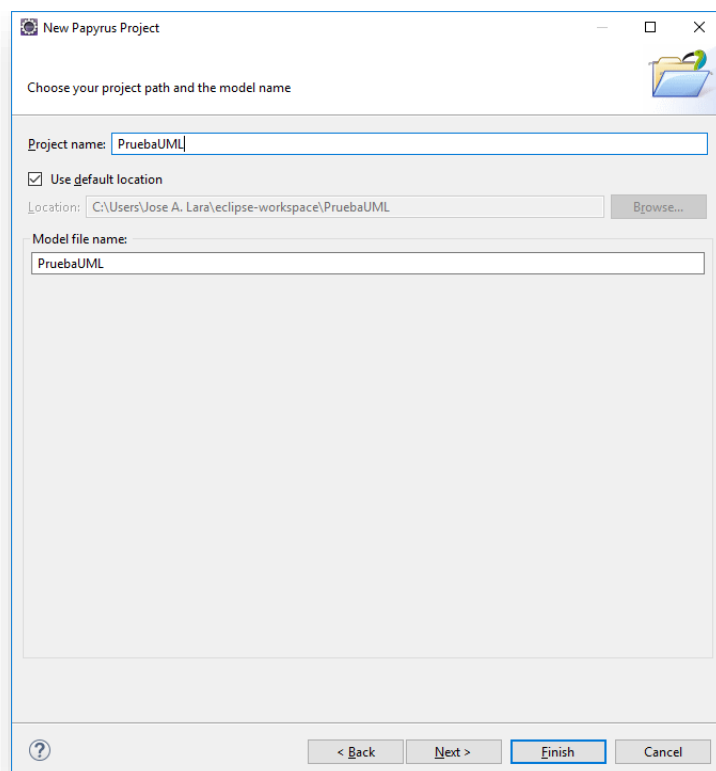 New Papyrus Project
Choose your project path and the model name
Project name: PruebaUML
Use default location
Location: C:\Users\Jose A. Lara\eclipse-workspace\PruebaUML Browse...
Model file name:
PruebaUML
? < Back Next > Finish Cancel